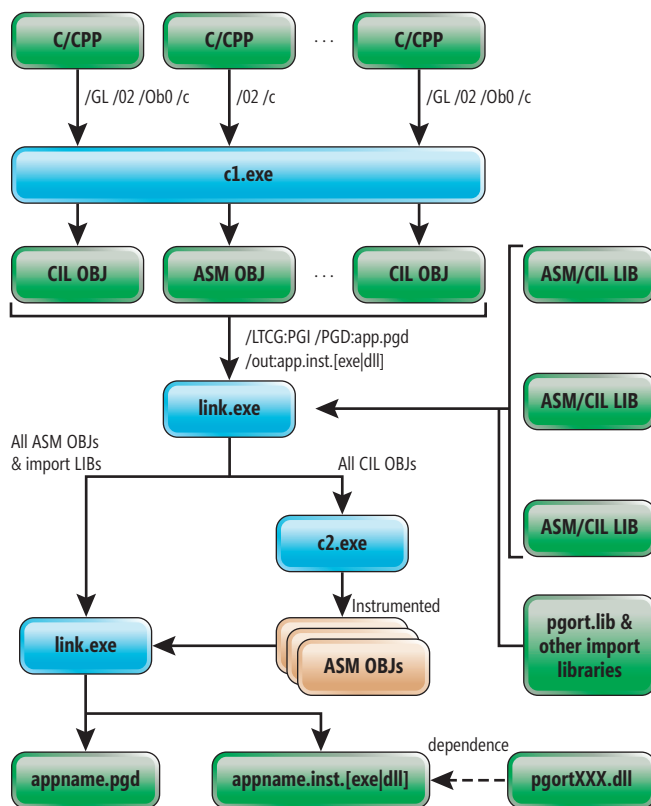 C/CPP
C/CPP
...
C/CPP
/GL /02 /Ob0 /c
/02 /c
/GL /02 /Ob0 /c
c1.exe
CIL OBJ
ASM OBJ
...
CIL OBJ
ASM/CIL LIB
/LTCG:PGI /PGD:app.pgd
/out:app.inst.[exe|dll]
link.exe
ASM/CIL LIB
All ASM OBJs
& import LIBs
All CIL OBJs
ASM/CIL LIB
c2.exe
Instrumented
ASM OBJs
link.exe
pgort.lib &
other import
libraries
appname.pgd
appname.inst.[exe|dll]
dependence
pgortXXX.dll